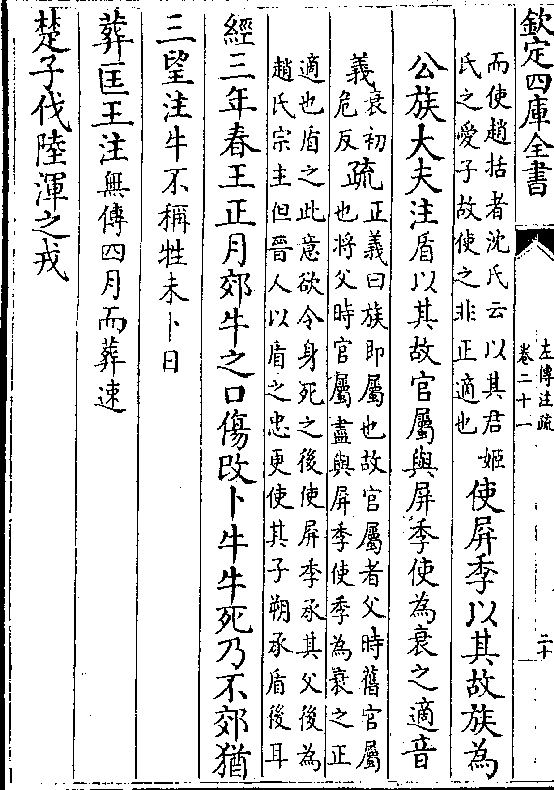 欽定四庫全書
左傳注疏
卷二十一
二十
而使趙括者沈氏云以其君姬
氏之愛子故使之非正適也
使屏季以其故族為
公族大夫注盾以其故官屬與屏季使為衰之適音
義衰初
危反
疏正義曰族即屬也故官屬者父時舊官屬
也將父時官屬盡與屏季使季為衰之正
適也盾之此意欲令身死之後使屏季承其父後為
趙氏宗主但晉人以盾之忠更使其子朔承盾後耳
經三年春王正月郊牛之口傷改卜牛牛死乃不郊猶
三望注牛不稱牲未卜日
葬匡王注無傳四月而葬速
楚子伐陸渾之戎